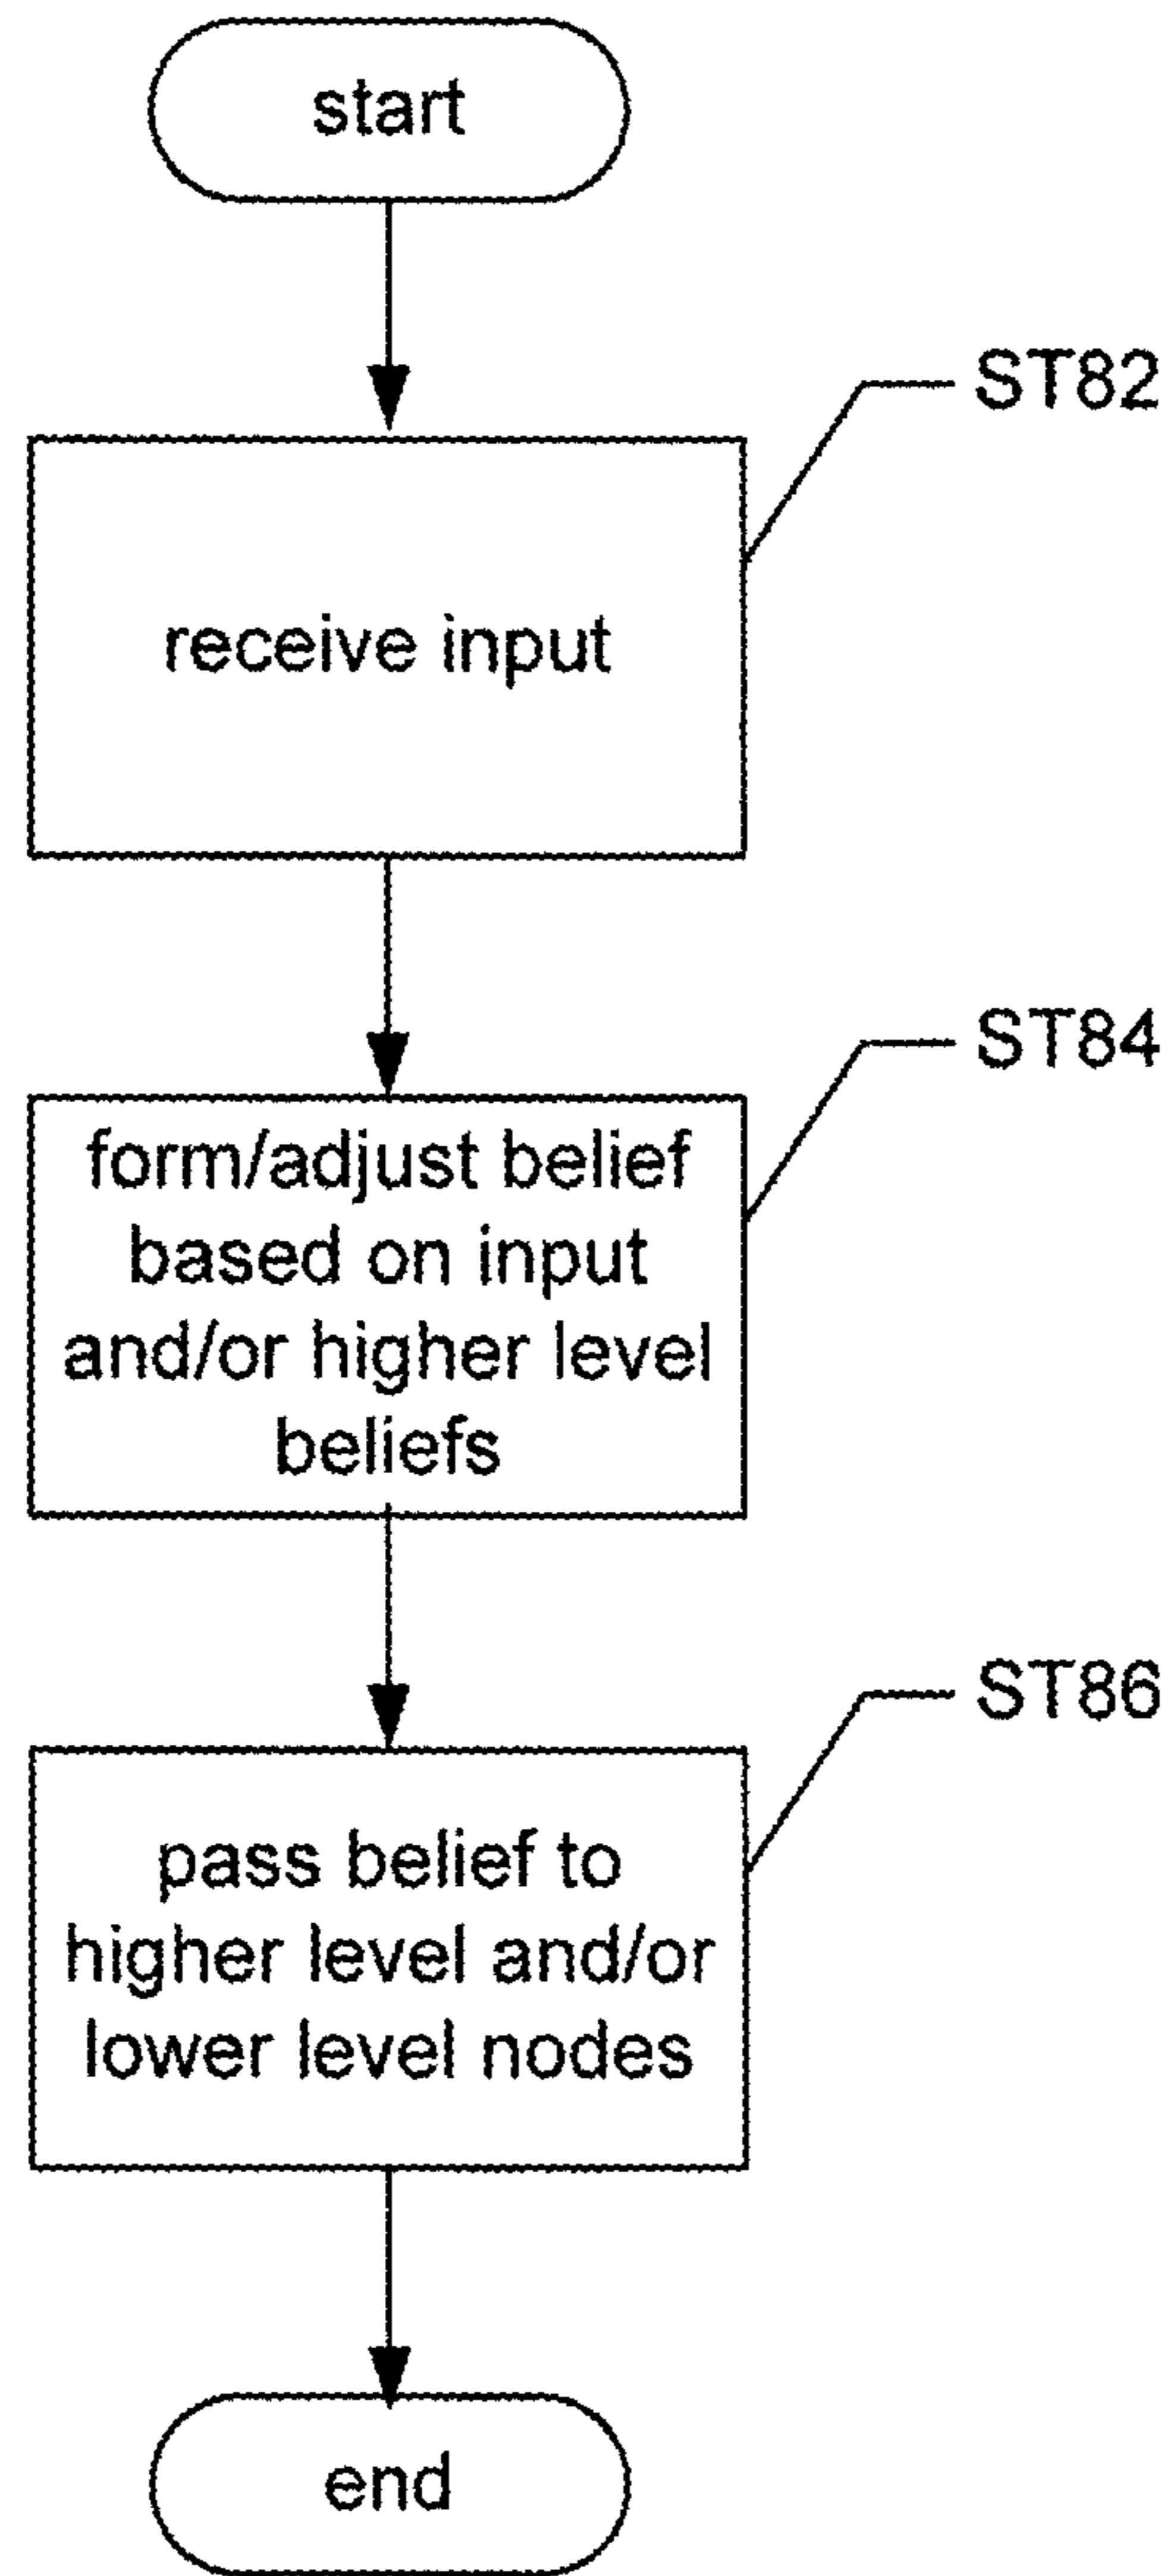 start
ST82
receive input
ST84
form/adjust belief
based on input
and/or higher level
beliefs
ST86
pass belief to
higher level and/or
lower level nodes
end